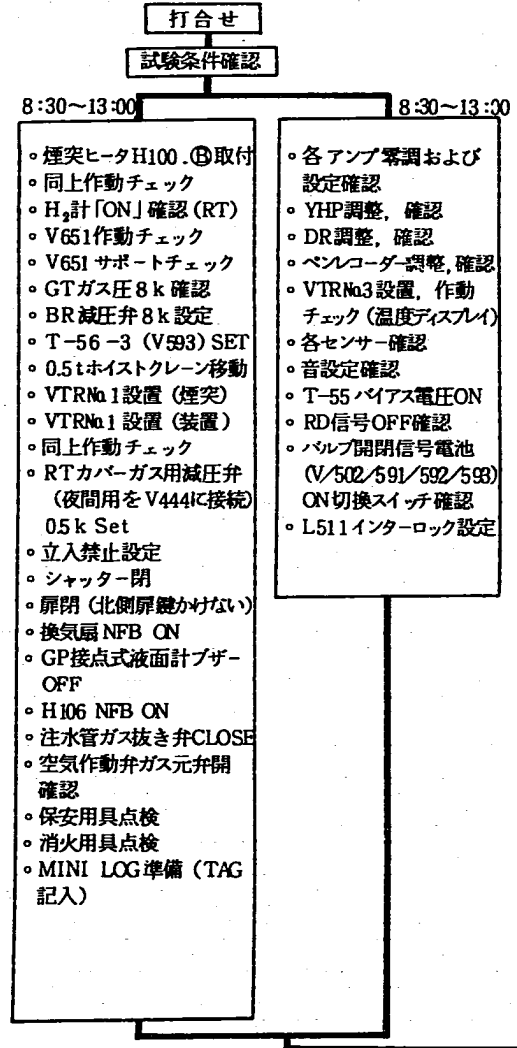 打合せ
試験条件確認
8:30~13:00
。煙突ヒータH100.Ⓑ取付
。同上作動チェック
。H₂計「ON」確認(RT)
。V651作動チェック
。V651サポートチェック
。GTガス圧8k確認
。BR減圧弁8k設定
。T-56-3(V593)SET
。0.5tホイストクレーン移動
。VTR№1設置(煙突)
。VTR№1設置(装置)
。同上作動チェック
。RTカバーガス用減圧弁
(夜間用をV444に接続)
0.5k Set
。立入禁止設定
。シャッター閉
。扉閉(北側扉鍵かけない)
。換気扇NFB ON
。GP接点式液面計ブザー
OFF
。H106 NFB ON
。注水管ガス抜き弁CLOSE
。空気作動弁ガス元弁開
確認
。保安用具点検
。消火用具点検
。MINI LOG準備(TAG
記入)
8:30~13:00
。各アンプ零調および
設定確認
。YHP調整,確認
。DR調整,確認
。ペンレコーダー調整,確認
。VTR№3設置,作動
チェック(温度ディスプレイ)
。各センサー確認
。音設定確認
。T-55バイアス電圧ON
。RD信号OFF確認
。バルブ開閉信号電池
(V/502/591/592/593)
ON切換スイッチ確認
。L511インターロック設定